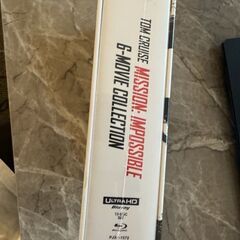 TOM CRUISE MISSION: IMPOSSIBLE
6-MOVIE COLLECTION
ULTRA HD
Blu-ray